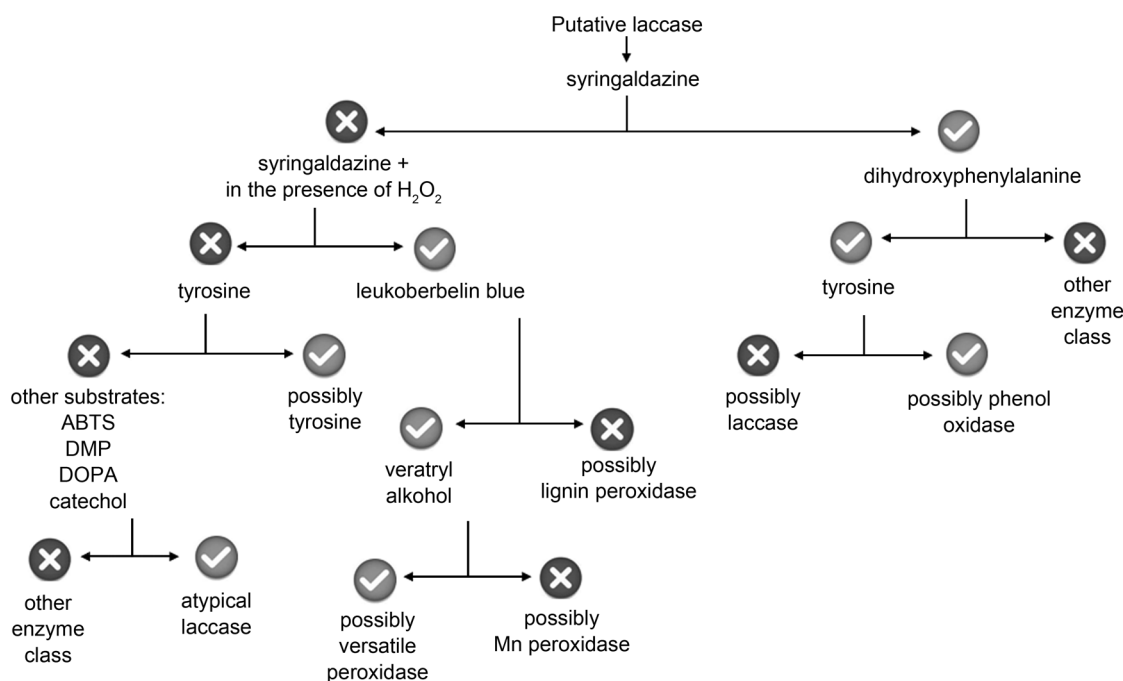 Putative laccase
syringaldazine
syringaldazine +
in the presence of H₂O₂
dihydroxyphenylalanine
tyrosine
leukoberbelin blue
tyrosine
other
enzyme
class
other substrates:
ABTS
DMP
DOPA
catechol
possibly
tyrosine
possibly
laccase
possibly phenol
oxidase
veratryl
alkohol
possibly
lignin peroxidase
other
enzyme
class
atypical
laccase
possibly
versatile
peroxidase
possibly
Mn peroxidase